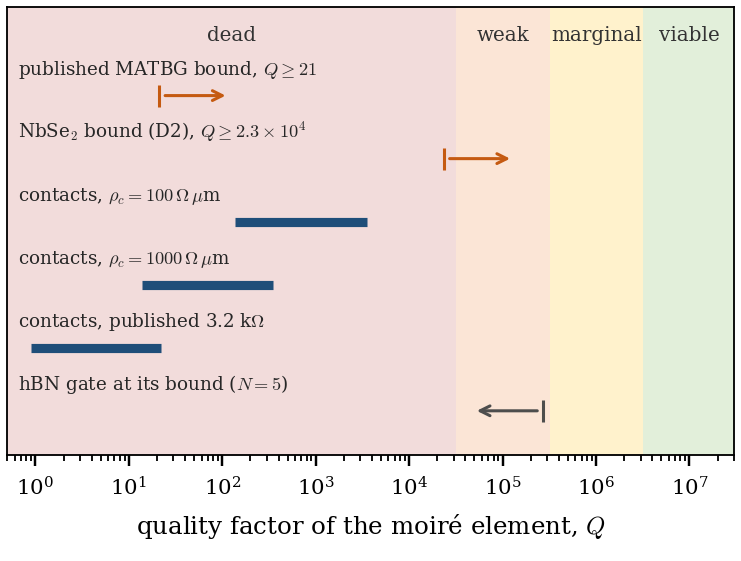 dead weak marginal viable
published MATBG bound, Q ≥ 21
NbSe₂ bound (D2), Q ≥ 2.3 × 10⁴
contacts, ρ_c = 100 Ω μm
contacts, ρ_c = 1000 Ω μm
contacts, published 3.2 kΩ
hBN gate at its bound (N = 5)
10⁰ 10¹ 10² 10³ 10⁴ 10⁵ 10⁶ 10⁷
quality factor of the moiré element, Q